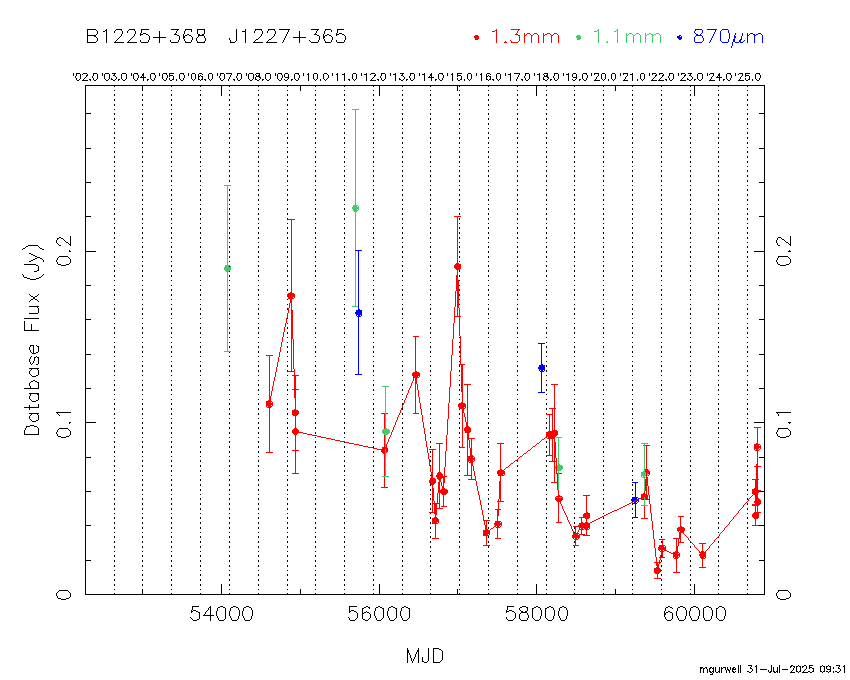 B1225+368 J1227+365 1.3mm 1.1mm 870μm
'02.0 '03.0 '04.0 '05.0 '06.0 '07.0 '08.0 '09.0 '10.0 '11.0 '12.0 '13.0 '14.0 '15.0 '16.0 '17.0 '18.0 '19.0 '20.0 '21.0 '22.0 '23.0 '24.0 '25.0
0.2 0.2
Database Flux (Jy)
0.1 0.1
0 0
54000 56000 58000 60000
MJD
mgurwell 31-Jul-2025 09:31